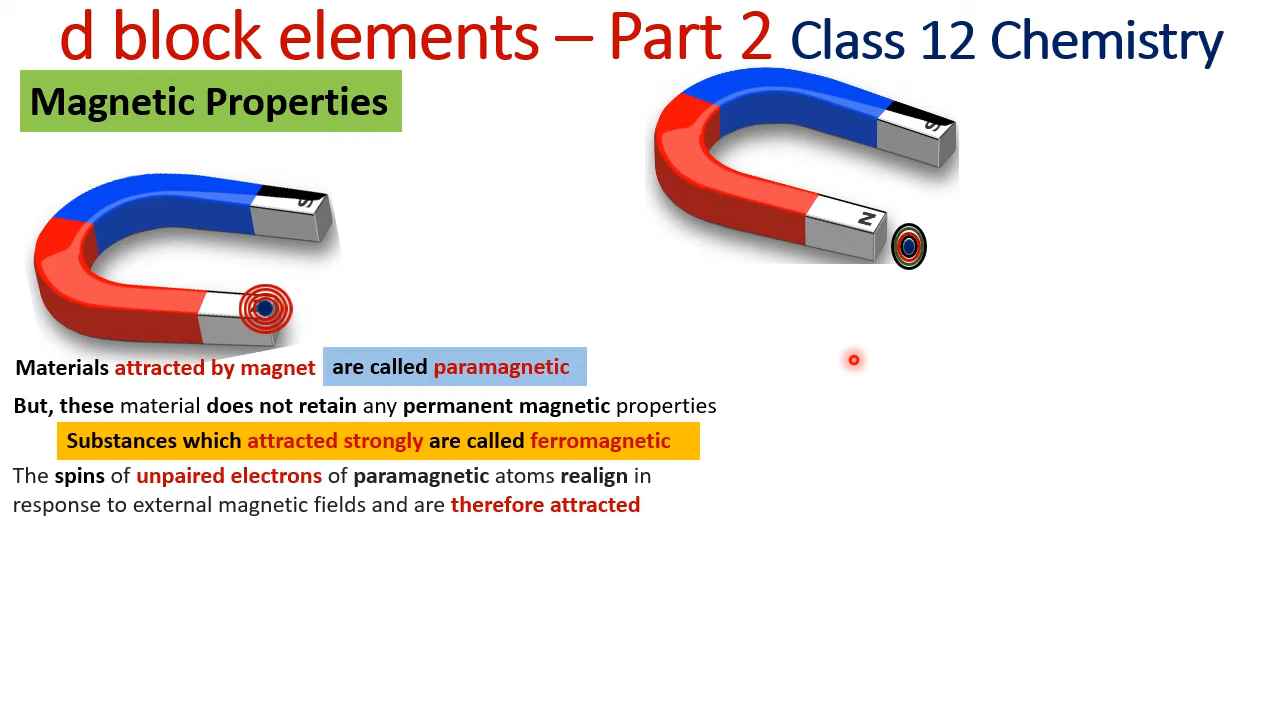 d block elements – Part 2 Class 12 Chemistry
Magnetic Properties
S
N
S
Materials attracted by magnet are called paramagnetic
But, these material does not retain any permanent magnetic properties
Substances which attracted strongly are called ferromagnetic
The spins of unpaired electrons of paramagnetic atoms realign in
response to external magnetic fields and are therefore attracted